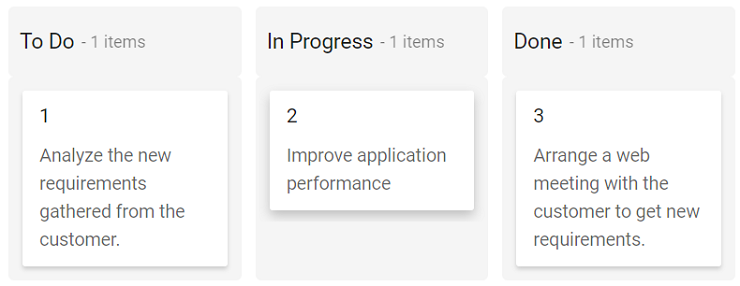 To Do - 1 items
In Progress - 1 items
Done - 1 items
1
Analyze the new
requirements
gathered from the
customer.
2
Improve application
performance
3
Arrange a web
meeting with the
customer to get new
requirements.